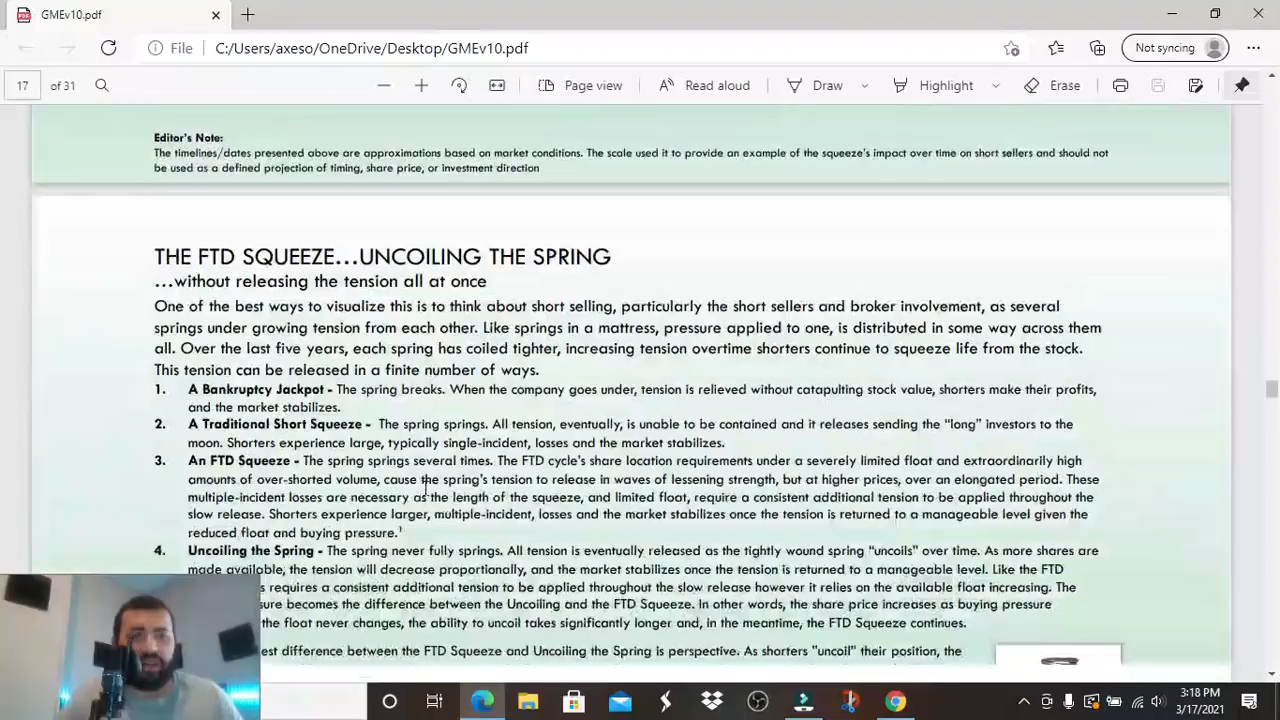 GMEv10.pdf
File
C:/Users/axeso/OneDrive/Desktop/GMEv10.pdf
Not syncing
17 of 31
Page view
Read aloud
Draw
Highlight
Erase
Editor's Note:
The timelines/dates presented above are approximations based on market conditions. The scale used it to provide an example of the squeeze's impact over time on short sellers and should not
be used as a defined projection of timing, share price, or investment direction
THE FTD SQUEEZE...UNCOILING THE SPRING
...without releasing the tension all at once
One of the best ways to visualize this is to think about short selling, particularly the short sellers and broker involvement, as several
springs under growing tension from each other. Like springs in a mattress, pressure applied to one, is distributed in some way across them
all. Over the last five years, each spring has coiled tighter, increasing tension overtime shorters continue to squeeze life from the stock.
This tension can be released in a finite number of ways.
1. A Bankruptcy Jackpot - The spring breaks. When the company goes under, tension is relieved without catapulting stock value, shorters make their profits,
and the market stabilizes.
2. A Traditional Short Squeeze - The spring springs. All tension, eventually, is unable to be contained and it releases sending the "long" investors to the
moon. Shorters experience large, typically single-incident, losses and the market stabilizes.
3. An FTD Squeeze - The spring springs several times. The FTD cycle's share location requirements under a severely limited float and extraordinarily high
amounts of over-shorted volume, cause the spring's tension to release in waves of lessening strength, but at higher prices, over an elongated period. These
multiple-incident losses are necessary as the length of the squeeze, and limited float, require a consistent additional tension to be applied throughout the
slow release. Shorters experience larger, multiple-incident, losses and the market stabilizes once the tension is returned to a manageable level given the
reduced float and buying pressure.
4. Uncoiling the Spring - The spring never fully springs. All tension is eventually released as the tightly wound spring "uncoils" over time. As more shares are
made available, the tension will decrease proportionally, and the market stabilizes once the tension is returned to a manageable level. Like the FTD
requires a consistent additional tension to be applied throughout the slow release however it relies on the available float increasing. The
becomes the difference between the Uncoiling and the FTD Squeeze. In other words, the share price increases as buying pressure
the float never changes, the ability to uncoil takes significantly longer and, in the meantime, the FTD Squeeze continues.
difference between the FTD Squeeze and Uncoiling the Spring is perspective. As shorters "uncoil" their position, the
3:18 PM
3/17/2021